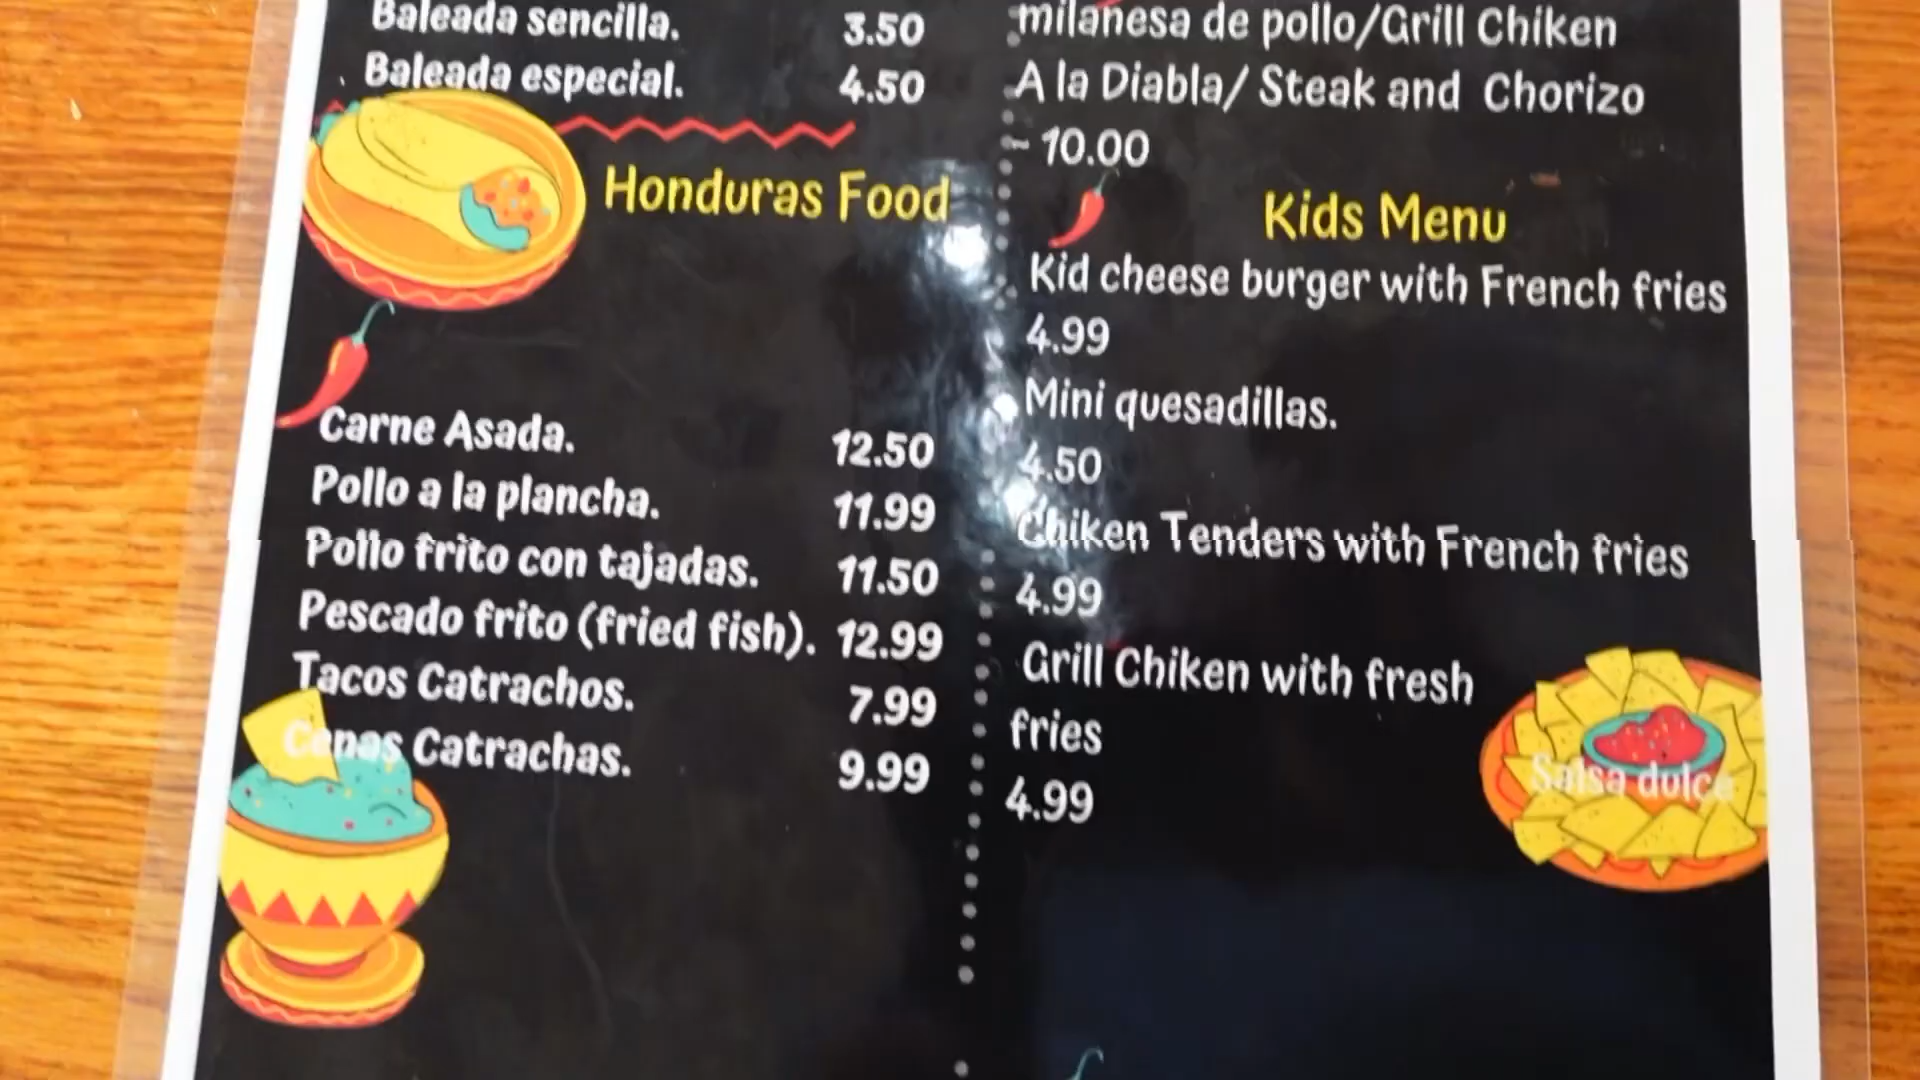 Baleada sencilla. 3.50
Baleada especial. 4.50
Honduras Food
Carne Asada. 12.50
Pollo a la plancha. 11.99
Pollo frito con tajadas. 11.50
Pescado frito (fried fish). 12.99
Tacos Catrachos. 7.99
Cenas Catrachas. 9.99
milanesa de pollo/Grill Chiken
A la Diabla/ Steak and Chorizo
- 10.00
Kids Menu
Kid cheese burger with French fries
4.99
Mini quesadillas.
4.50
Chiken Tenders with French fries
4.99
Grill Chiken with fresh
fries
4.99
Salsa dulce